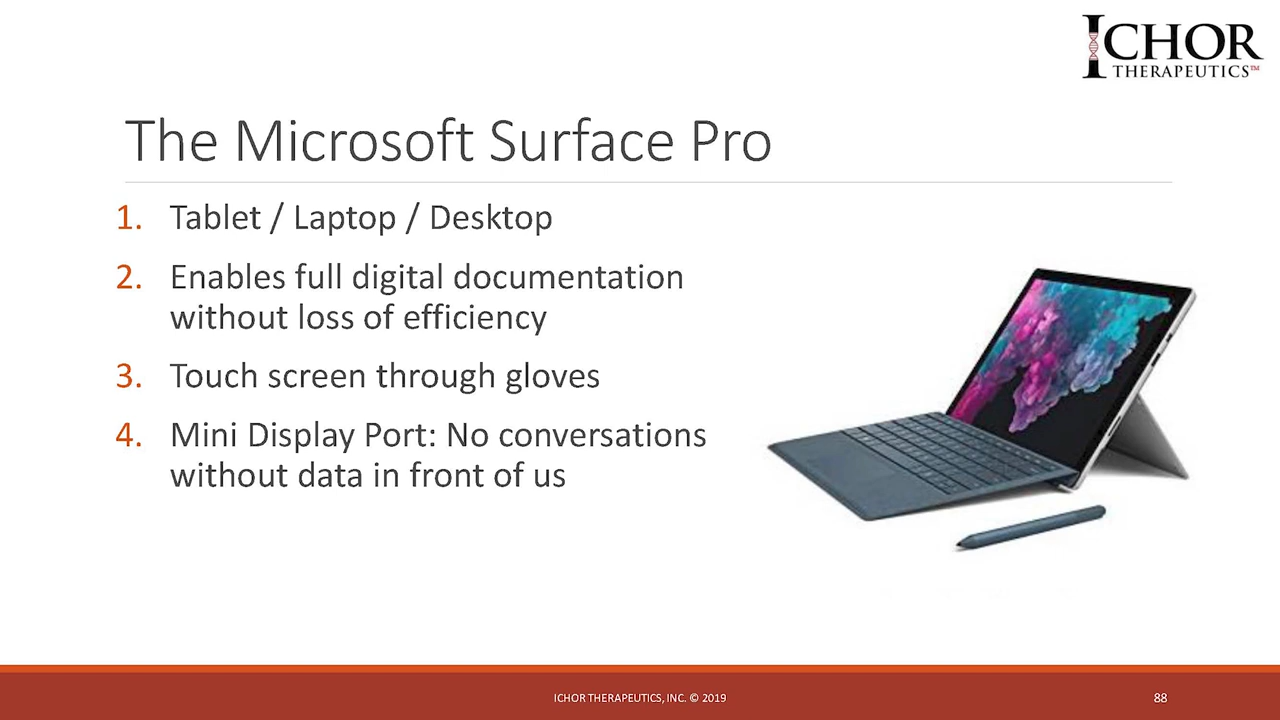 ICHOR
THERAPEUTICS™
The Microsoft Surface Pro
1. Tablet / Laptop / Desktop
2. Enables full digital documentation
without loss of efficiency
3. Touch screen through gloves
4. Mini Display Port: No conversations
without data in front of us
ICHOR THERAPEUTICS, INC. © 2019
88